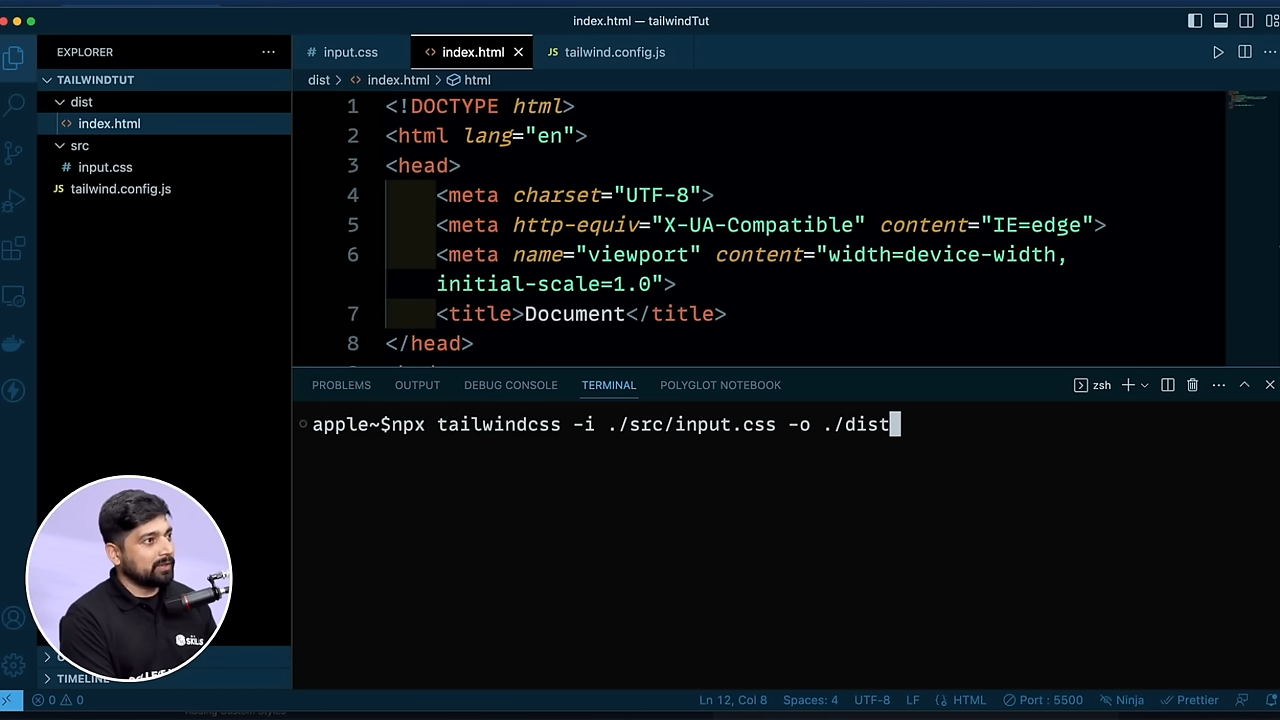 index.html — tailwindTut
EXPLORER
TAILWINDTUT
dist
index.html
src
# input.css
JS tailwind.config.js
TIMELINE
# input.css
<> index.html
JS tailwind.config.js
dist > <> index.html > html
1 <!DOCTYPE html>
2 <html lang="en">
3 <head>
4 <meta charset="UTF-8">
5 <meta http-equiv="X-UA-Compatible" content="IE=edge">
6 <meta name="viewport" content="width=device-width,
initial-scale=1.0">
7 <title>Document</title>
8 </head>
PROBLEMS OUTPUT DEBUG CONSOLE TERMINAL POLYGLOT NOTEBOOK
zsh
apple~$npx tailwindcss -i ./src/input.css -o ./dist
SKILS
0 0
Ln 12, Col 8 Spaces: 4 UTF-8 LF HTML Port : 5500 Ninja Prettier